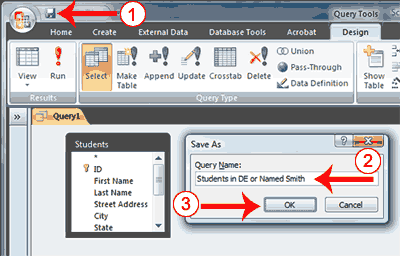 1
Query Tools
Home Create External Data Database Tools Acrobat Design
View Run Select Make Table Append Update Crosstab Delete
Union
Pass-Through
Data Definition
Show Table
Results Query Type
Query1
Students
*
ID
First Name
Last Name
Street Address
City
State
Save As
?
Query Name:
2
Students in DE or Named Smith
3
OK Cancel